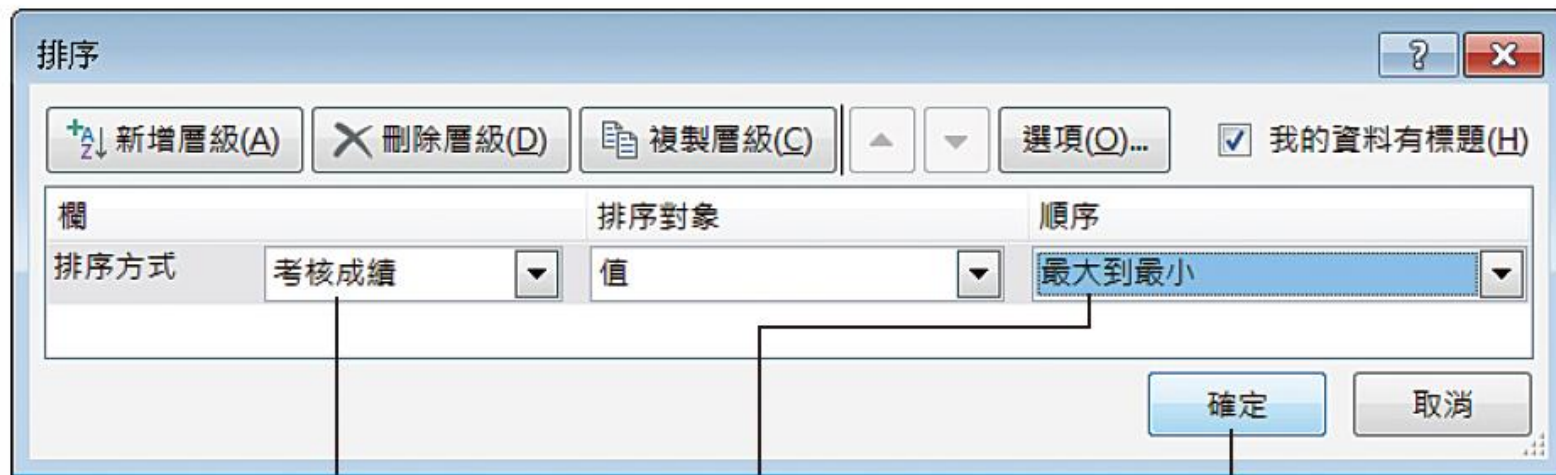 排序
新增層級(A) 刪除層級(D) 複製層級(C) 選項(O)... 我的資料有標題(H)
欄 排序對象 順序
排序方式 考核成績 值 最大到最小
確定 取消